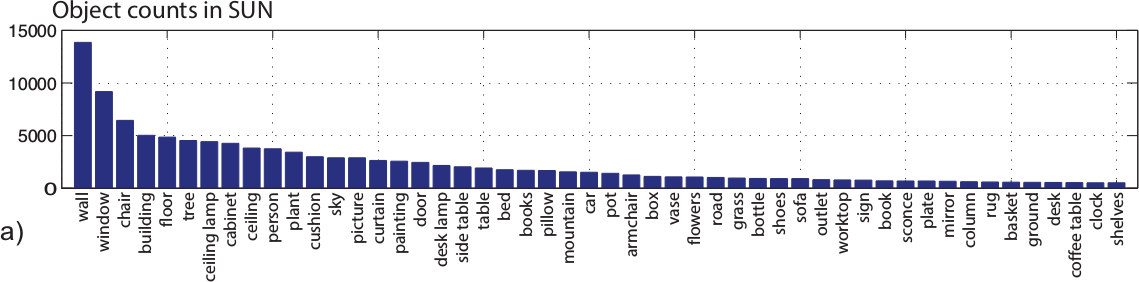 Object counts in SUN
15000
10000
5000
0
wall
window
chair
building
floor
tree
ceiling lamp
cabinet
ceiling
person
plant
cushion
sky
picture
curtain
painting
door
desk lamp
side table
table
bed
books
pillow
mountain
car
pot
armchair
box
vase
flowers
road
grass
bottle
shoes
sofa
outlet
worktop
sign
book
sconce
plate
mirror
column
rug
basket
ground
desk
coffee table
clock
shelves
a)